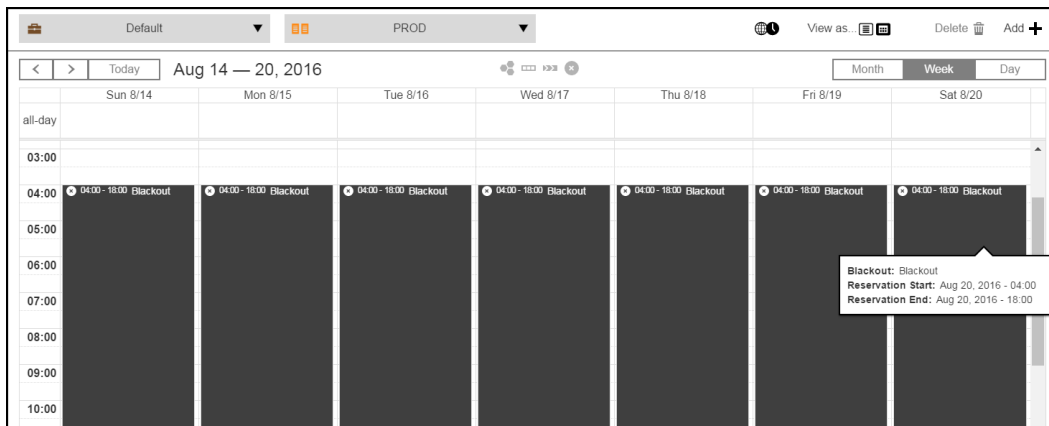 Default PROD View as... Delete Add
Today Aug 14 — 20, 2016 Month Week Day
Sun 8/14 Mon 8/15 Tue 8/16 Wed 8/17 Thu 8/18 Fri 8/19 Sat 8/20
all-day
03:00
04:00 04:00 - 18:00 Blackout 04:00 - 18:00 Blackout 04:00 - 18:00 Blackout 04:00 - 18:00 Blackout 04:00 - 18:00 Blackout 04:00 - 18:00 Blackout 04:00 - 18:00 Blackout
05:00
06:00
Blackout: Blackout
Reservation Start: Aug 20, 2016 - 04:00
Reservation End: Aug 20, 2016 - 18:00
07:00
08:00
09:00
10:00